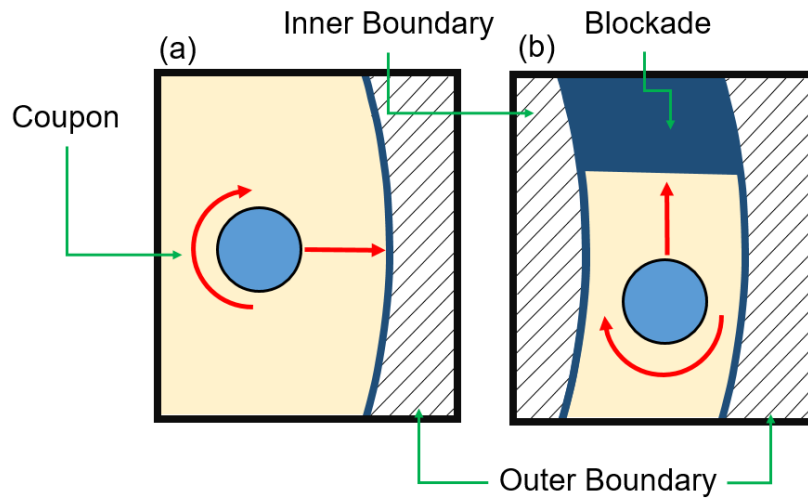 Inner Boundary
Blockade
(a)
(b)
Coupon
Outer Boundary